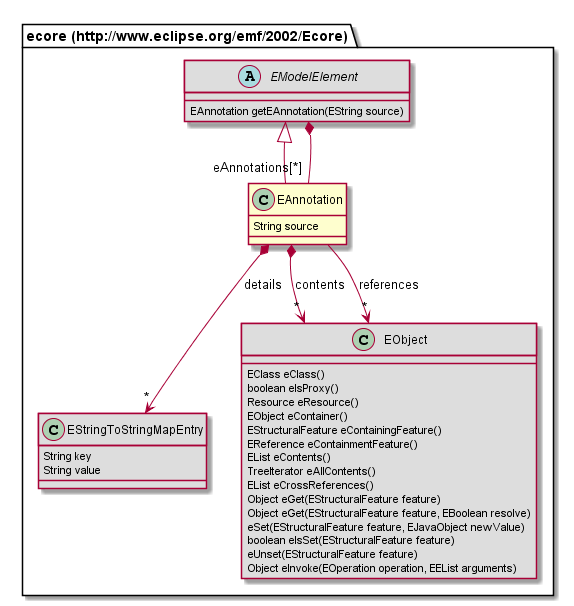 ecore (http://www.eclipse.org/emf/2002/Ecore)
A EModelElement
EAnnotation getEAnnotation(EString source)
eAnnotations[*]
C EAnnotation
String source
details
contents
references
*
*
*
C EObject
EClass eClass()
boolean eIsProxy()
Resource eResource()
EObject eContainer()
EStructuralFeature eContainingFeature()
EReference eContainmentFeature()
EList eContents()
TreeIterator eAllContents()
EList eCrossReferences()
Object eGet(EStructuralFeature feature)
Object eGet(EStructuralFeature feature, EBoolean resolve)
eSet(EStructuralFeature feature, EJavaObject newValue)
boolean eIsSet(EStructuralFeature feature)
eUnset(EStructuralFeature feature)
Object eInvoke(EOperation operation, EEList arguments)
C EStringToStringMapEntry
String key
String value